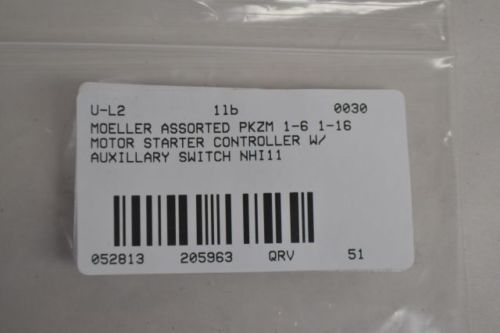 U-L2 1lb 0030
MOELLER ASSORTED PKZM 1-6 1-16
MOTOR STARTER CONTROLLER W/
AUXILLARY SWITCH NHI11
052813 205963 QRV 51